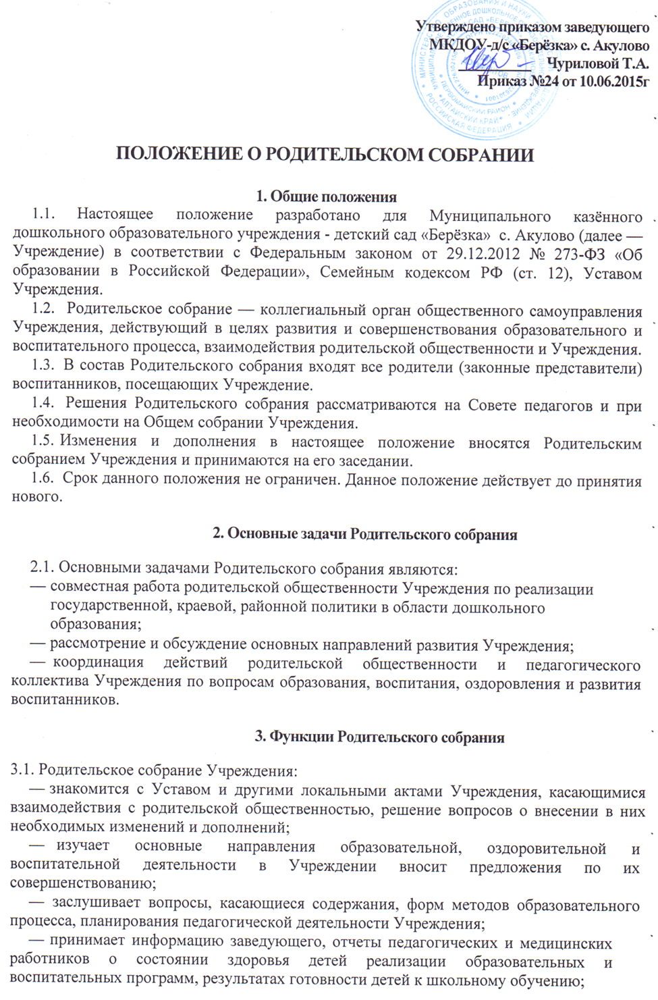 Утверждено приказом заведующего
МКДОУ-д/с «Берёзка» с. Акулово
Чуриловой Т.А.
Приказ №24 от 10.06.2015г
ПОЛОЖЕНИЕ О РОДИТЕЛЬСКОМ СОБРАНИИ
1. Общие положения
1.1. Настоящее положение разработано для Муниципального казённого
дошкольного образовательного учреждения - детский сад «Берёзка» с. Акулово (далее —
Учреждение) в соответствии с Федеральным законом от 29.12.2012 № 273-ФЗ «Об
образовании в Российской Федерации», Семейным кодексом РФ (ст. 12), Уставом
Учреждения.
1.2. Родительское собрание — коллегиальный орган общественного самоуправления
Учреждения, действующий в целях развития и совершенствования образовательного и
воспитательного процесса, взаимодействия родительской общественности и Учреждения.
1.3. В состав Родительского собрания входят все родители (законные представители)
воспитанников, посещающих Учреждение.
1.4. Решения Родительского собрания рассматриваются на Совете педагогов и при
необходимости на Общем собрании Учреждения.
1.5. Изменения и дополнения в настоящее положение вносятся Родительским
собранием Учреждения и принимаются на его заседании.
1.6. Срок данного положения не ограничен. Данное положение действует до принятия
нового.
2. Основные задачи Родительского собрания
2.1. Основными задачами Родительского собрания являются:
— совместная работа родительской общественности Учреждения по реализации
государственной, краевой, районной политики в области дошкольного
образования;
— рассмотрение и обсуждение основных направлений развития Учреждения;
— координация действий родительской общественности и педагогического
коллектива Учреждения по вопросам образования, воспитания, оздоровления и развития
воспитанников.
3. Функции Родительского собрания
3.1. Родительское собрание Учреждения:
— знакомится с Уставом и другими локальными актами Учреждения, касающимися
взаимодействия с родительской общественностью, решение вопросов о внесении в них
необходимых изменений и дополнений;
— изучает основные направления образовательной, оздоровительной и
воспитательной деятельности в Учреждении вносит предложения по их
совершенствованию;
— заслушивает вопросы, касающиеся содержания, форм методов образовательного
процесса, планирования педагогической деятельности Учреждения;
— принимает информацию заведующего, отчеты педагогических и медицинских
работников о состоянии здоровья детей реализации образовательных и
воспитательных программ, результатах готовности детей к школьному обучению;